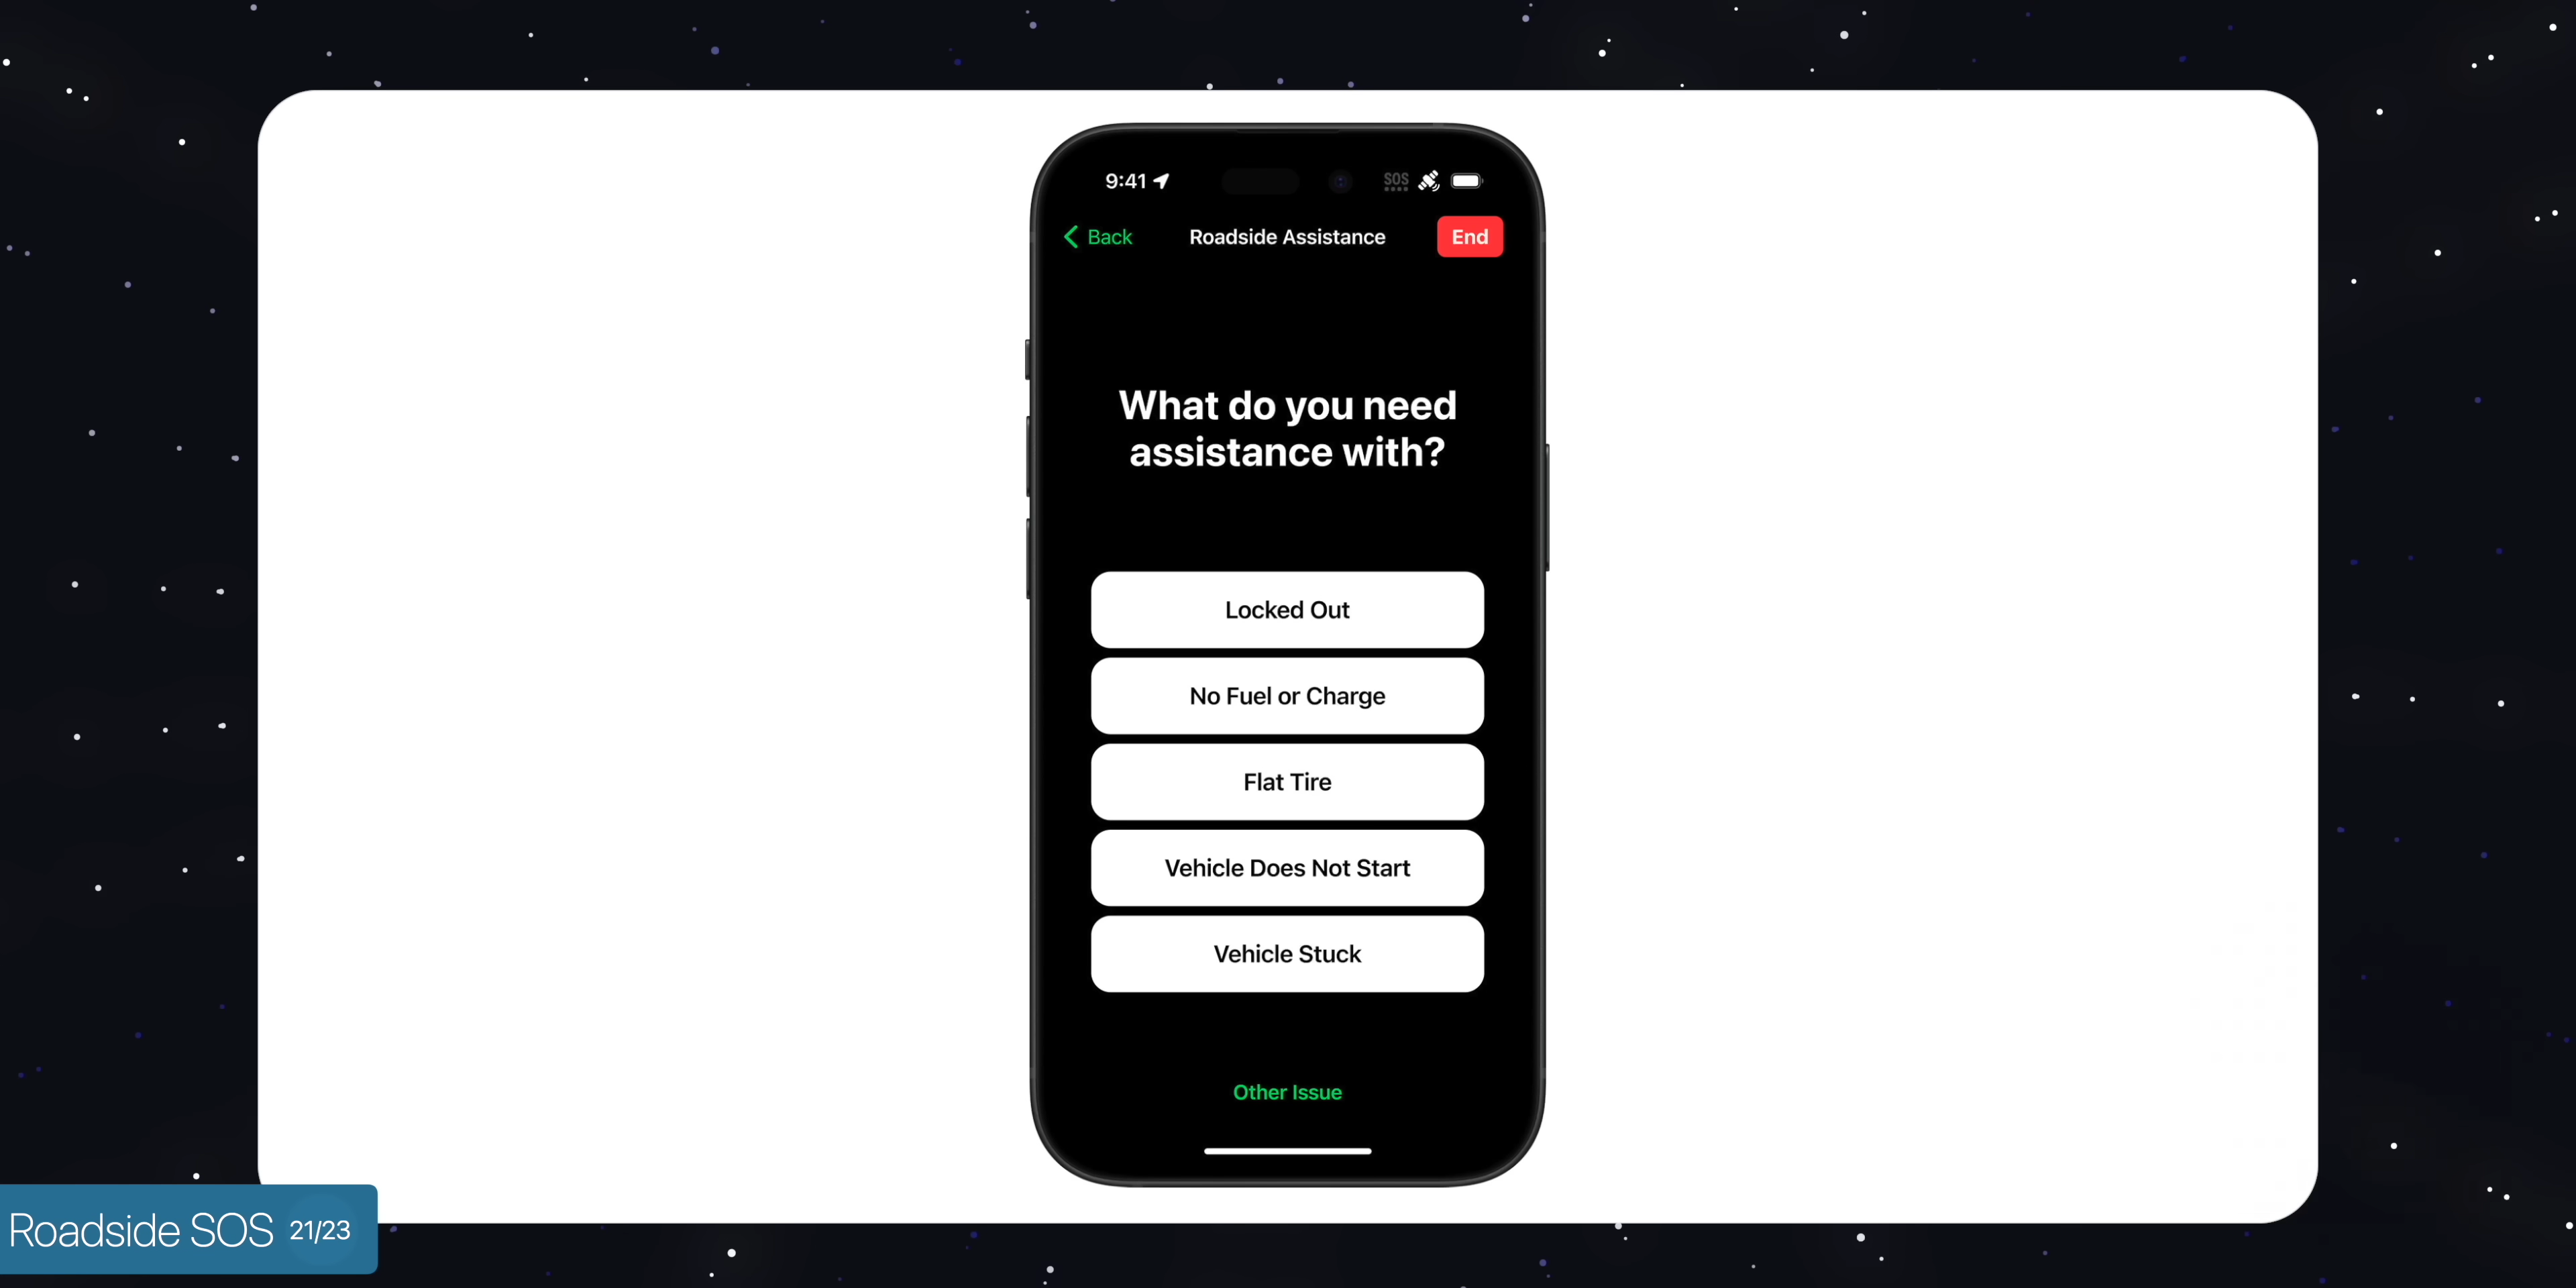 9:41
SOS
Back
Roadside Assistance
End
What do you need
assistance with?
Locked Out
No Fuel or Charge
Flat Tire
Vehicle Does Not Start
Vehicle Stuck
Other Issue
Roadside SOS 21/23